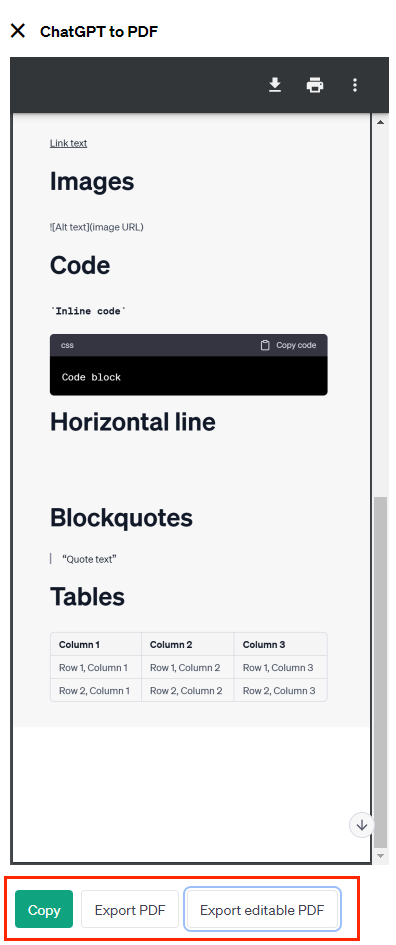 ChatGPT to PDF
Link text
Images
![Alt text](image URL)
Code
`Inline code`
css Copy code
Code block
Horizontal line
Blockquotes
“Quote text”
Tables
Column 1 Column 2 Column 3
Row 1, Column 1 Row 1, Column 2 Row 1, Column 3
Row 2, Column 1 Row 2, Column 2 Row 2, Column 3
Copy Export PDF Export editable PDF